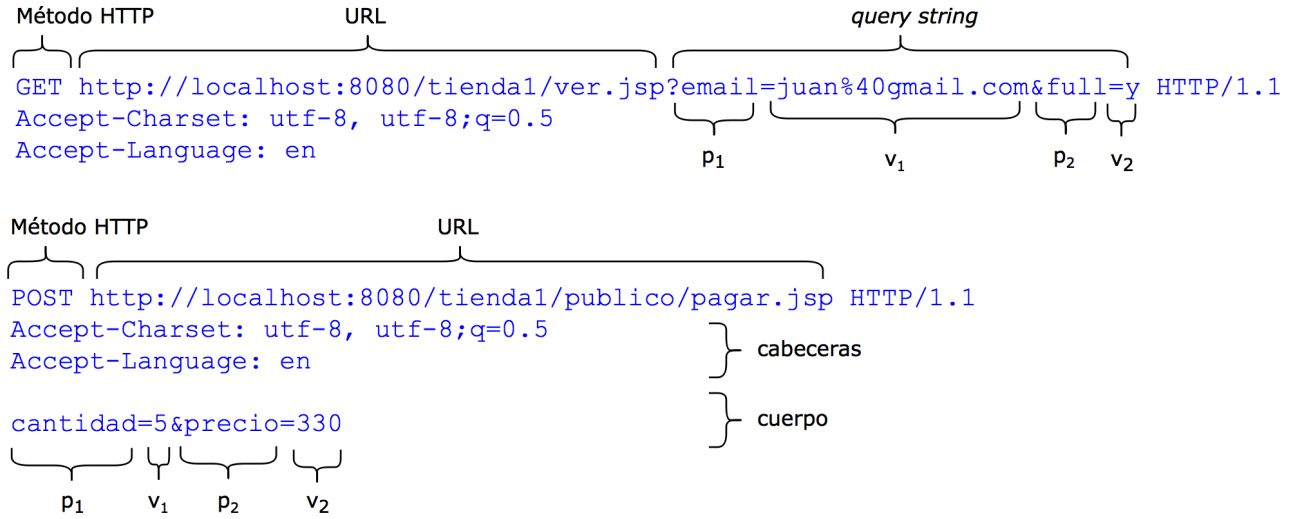 Método HTTP URL query string
GET http://localhost:8080/tienda1/ver.jsp?email=juan%40gmail.com&full=y HTTP/1.1
Accept-Charset: utf-8, utf-8;q=0.5
Accept-Language: en
p1 v1 p2 v2
Método HTTP URL
POST http://localhost:8080/tienda1/publico/pagar.jsp HTTP/1.1
Accept-Charset: utf-8, utf-8;q=0.5
cabeceras
Accept-Language: en
cantidad=5&precio=330
cuerpo
p1 v1 p2 v2